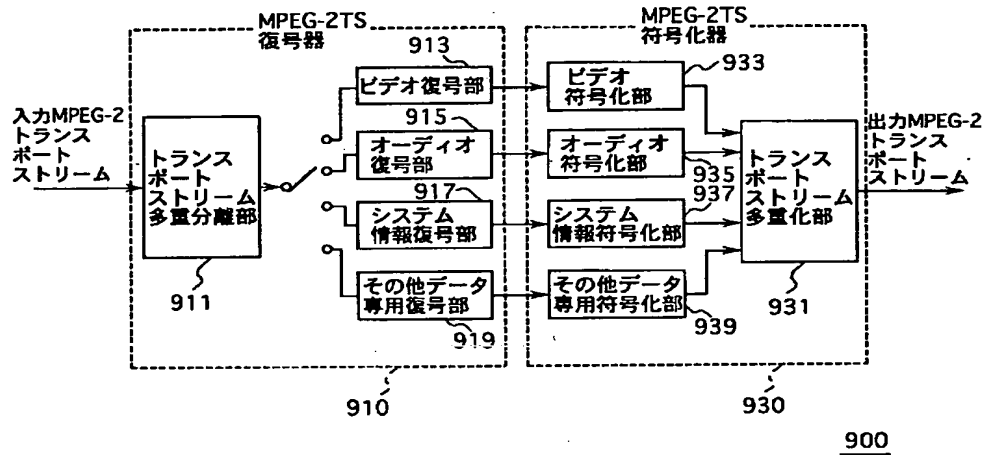 MPEG-2TS
復号器
MPEG-2TS
符号化器
入力MPEG-2
トランス
ポート
ストリーム
トランス
ポート
ストリーム
多重分離部
911
913
ビデオ復号部
915
オーディオ
復号部
917
システム
情報復号部
その他データ
専用復号部
919
910
ビデオ
符号化部
933
オーディオ
符号化部
935
937
システム
情報符号化部
その他データ
専用符号化部
939
トランス
ポート
ストリーム
多重化部
931
930
出力MPEG-2
トランス
ポート
ストリーム
900